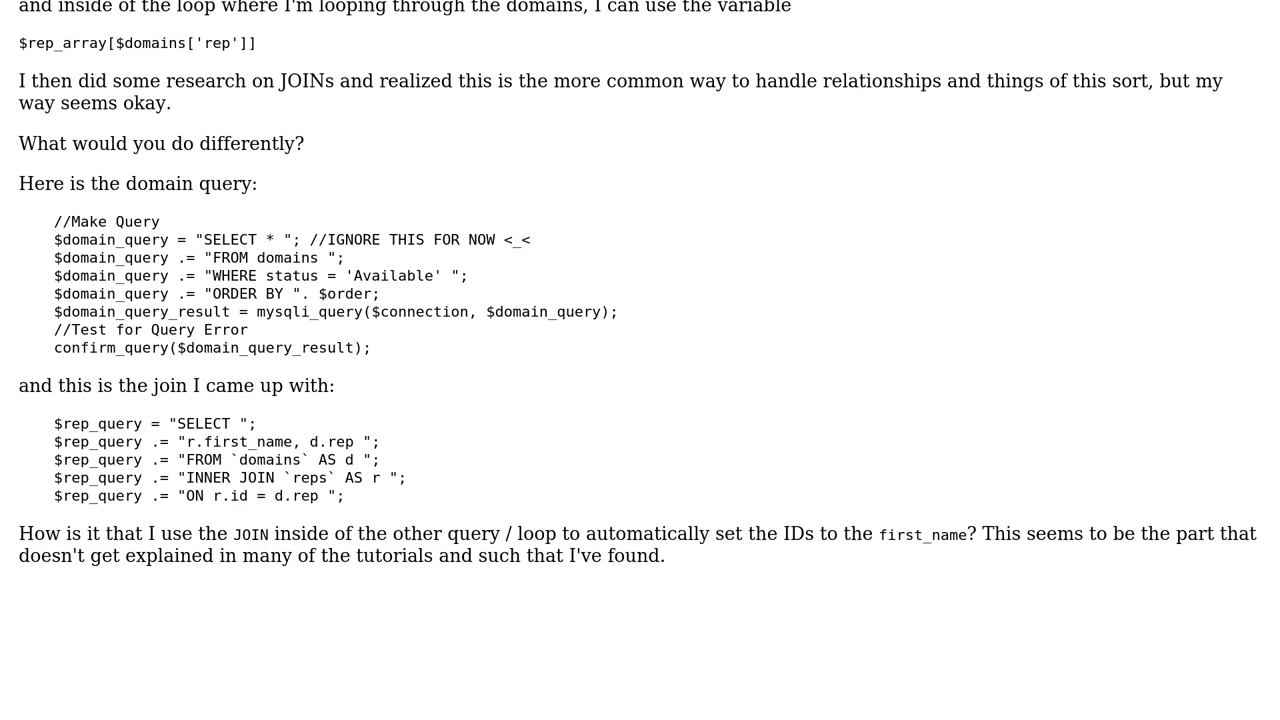 and inside of the loop where I'm looping through the domains, I can use the variable
$rep_array[$domains['rep']]
I then did some research on JOINs and realized this is the more common way to handle relationships and things of this sort, but my
way seems okay.
What would you do differently?
Here is the domain query:
//Make Query
$domain_query = "SELECT * "; //IGNORE THIS FOR NOW <_<
$domain_query .= "FROM domains ";
$domain_query .= "WHERE status = 'Available' ";
$domain_query .= "ORDER BY ". $order;
$domain_query_result = mysqli_query($connection, $domain_query);
//Test for Query Error
confirm_query($domain_query_result);
and this is the join I came up with:
$rep_query = "SELECT ";
$rep_query .= "r.first_name, d.rep ";
$rep_query .= "FROM `domains` AS d ";
$rep_query .= "INNER JOIN `reps` AS r ";
$rep_query .= "ON r.id = d.rep ";
How is it that I use the JOIN inside of the other query / loop to automatically set the IDs to the first_name? This seems to be the part that
doesn't get explained in many of the tutorials and such that I've found.